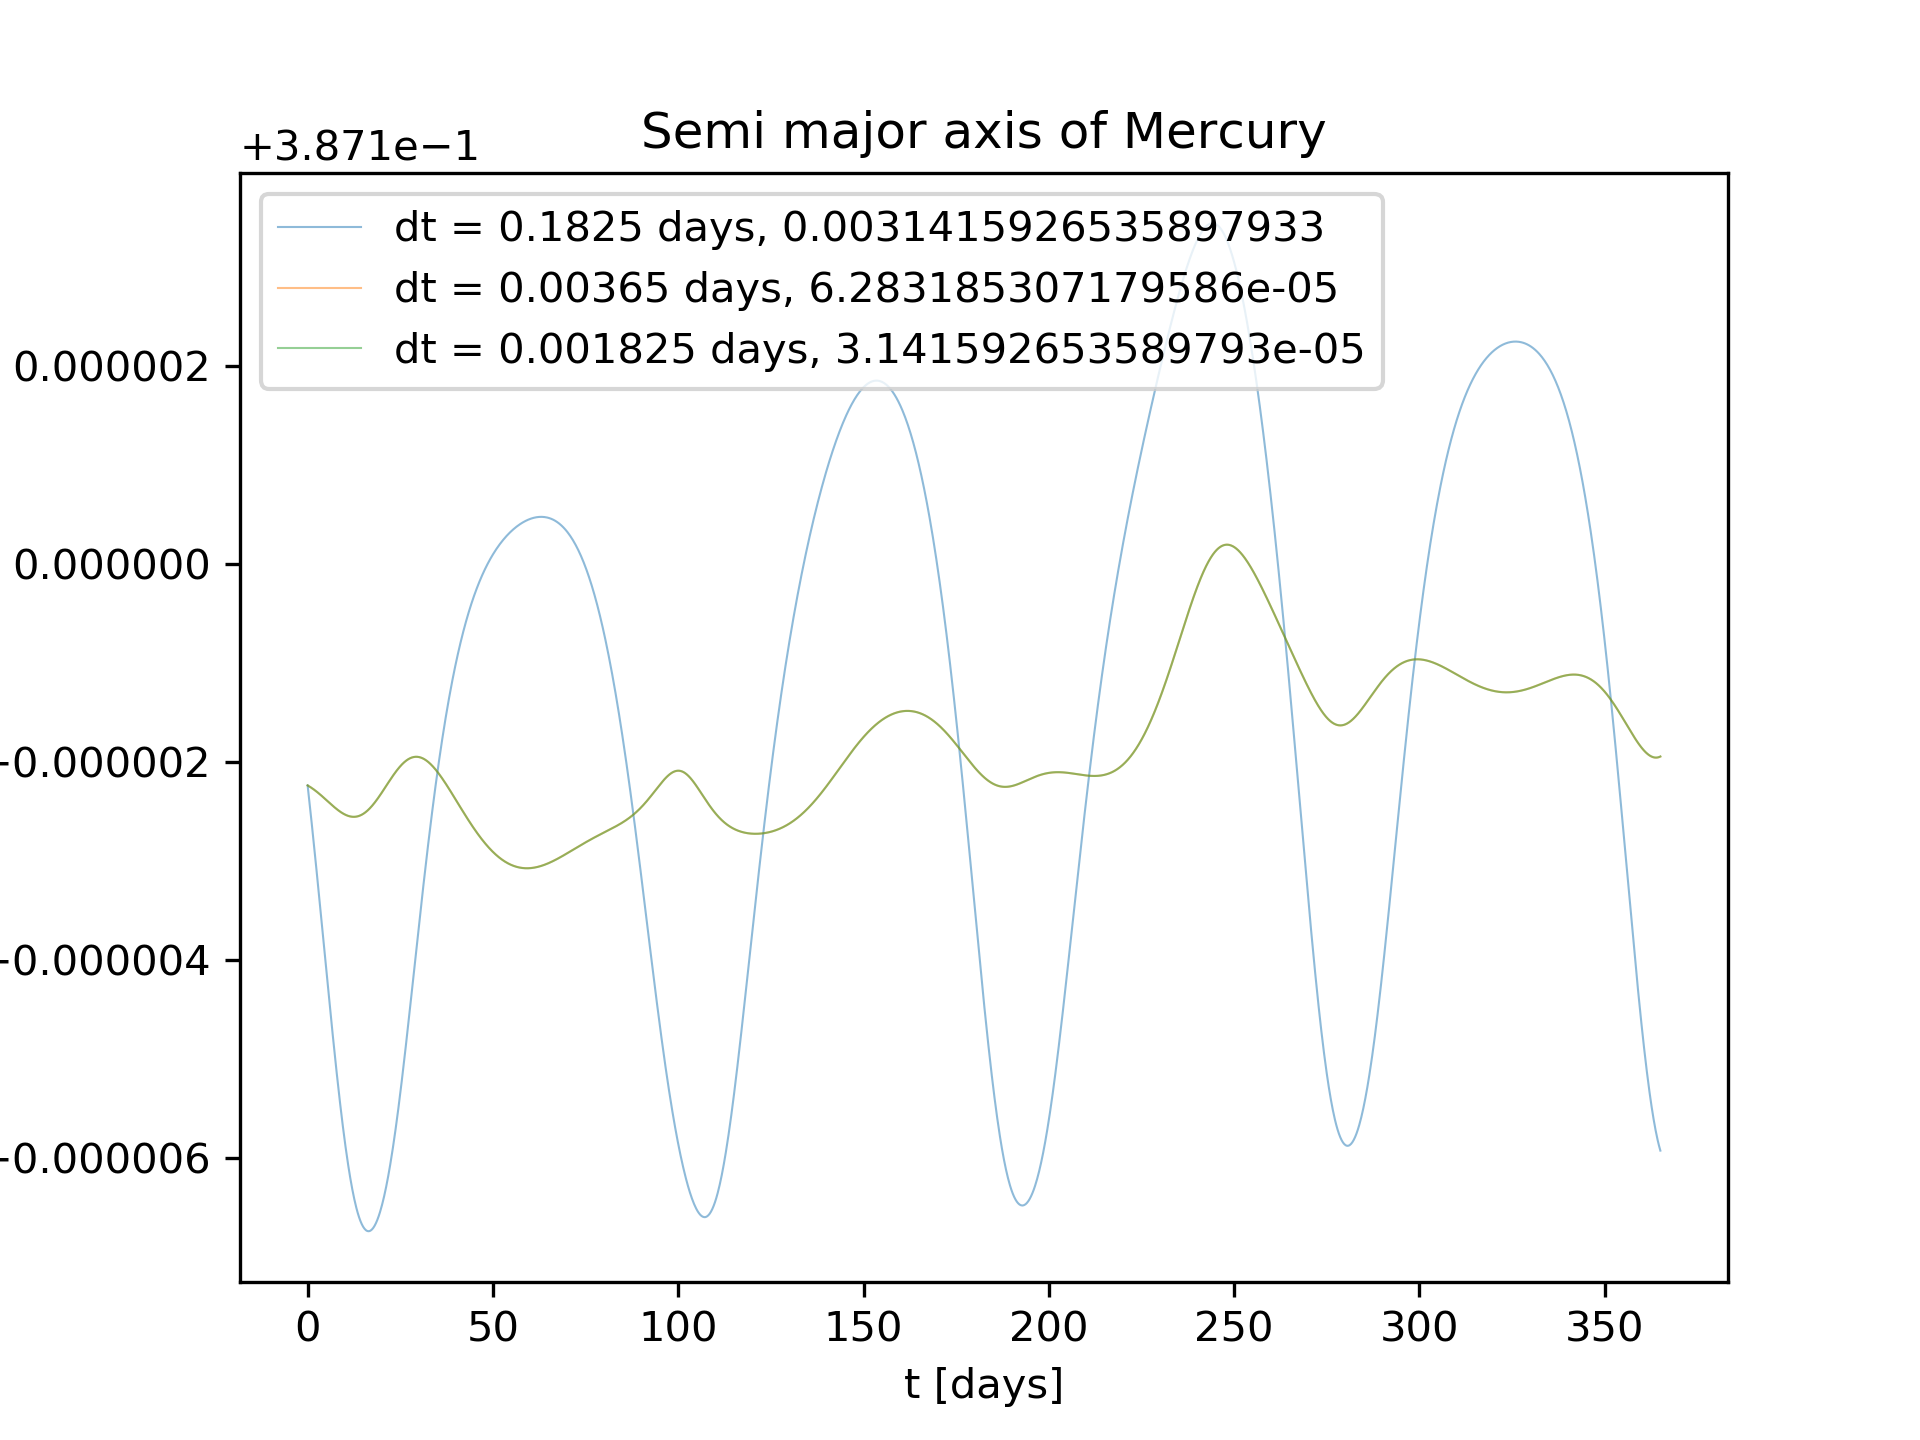 Semi major axis of Mercury
+3.871e−1
dt = 0.1825 days, 0.0031415926535897933
dt = 0.00365 days, 6.283185307179586e-05
dt = 0.001825 days, 3.141592653589793e-05
0.000002
0.000000
-0.000002
-0.000004
-0.000006
0 50 100 150 200 250 300 350
t [days]